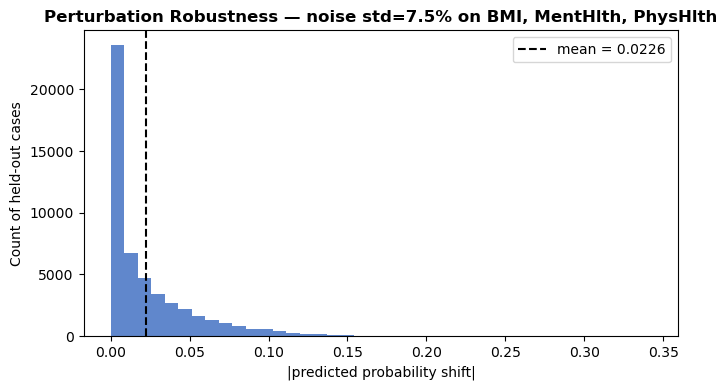 Perturbation Robustness — noise std=7.5% on BMI, MentHlth, PhysHlth
mean = 0.0226
Count of held-out cases
20000
15000
10000
5000
0
0.00 0.05 0.10 0.15 0.20 0.25 0.30 0.35
|predicted probability shift|